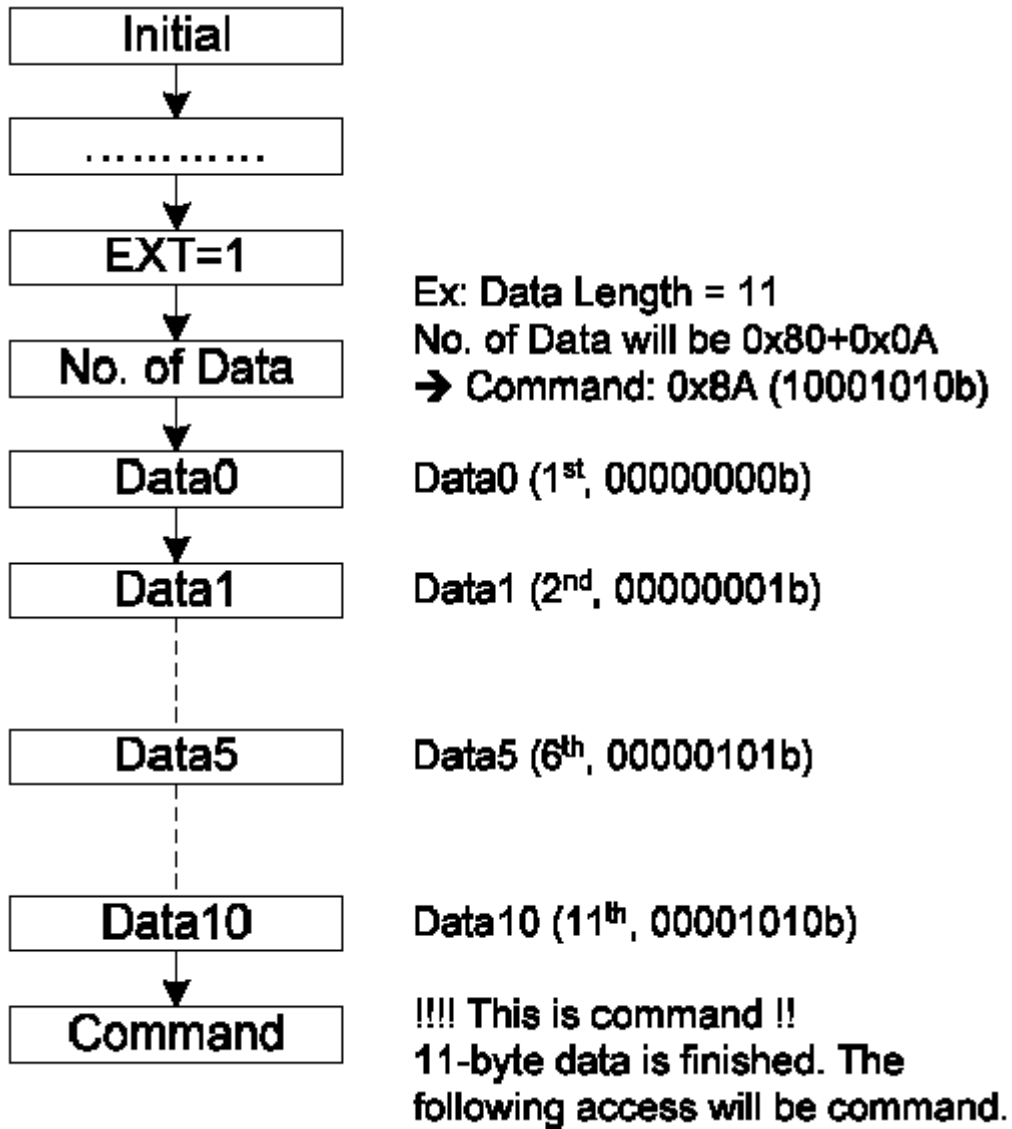 Initial
.............
EXT=1
No. of Data
Ex: Data Length = 11
No. of Data will be 0x80+0x0A
➔ Command: 0x8A (10001010b)
Data0
Data0 (1st, 00000000b)
Data1
Data1 (2nd, 00000001b)
Data5
Data5 (6th, 00000101b)
Data10
Data10 (11th, 00001010b)
Command
!!!! This is command !!
11-byte data is finished. The
following access will be command.